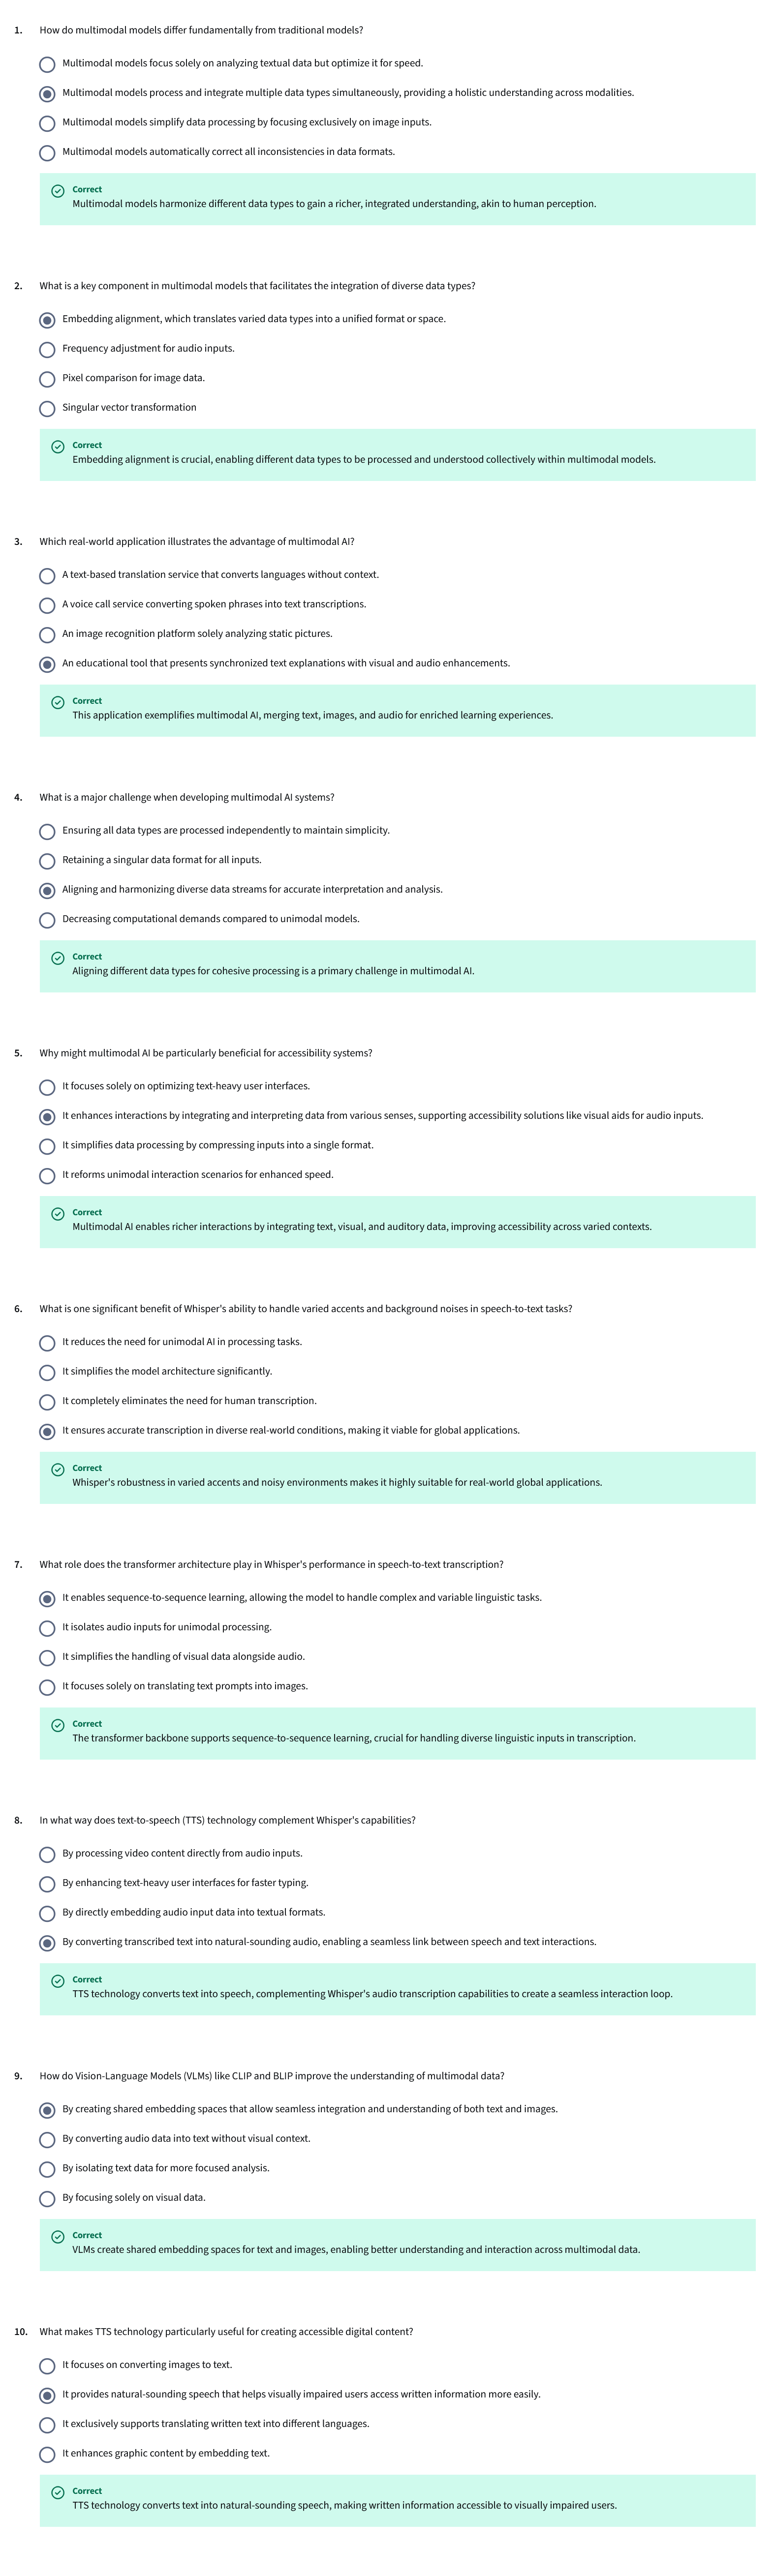 1. How do multimodal models differ fundamentally from traditional models?
Multimodal models focus solely on analyzing textual data but optimize it for speed.
Multimodal models process and integrate multiple data types simultaneously, providing a holistic understanding across modalities.
Multimodal models simplify data processing by focusing exclusively on image inputs.
Multimodal models automatically correct all inconsistencies in data formats.
Correct
Multimodal models harmonize different data types to gain a richer, integrated understanding, akin to human perception.
2. What is a key component in multimodal models that facilitates the integration of diverse data types?
Embedding alignment, which translates varied data types into a unified format or space.
Frequency adjustment for audio inputs.
Pixel comparison for image data.
Singular vector transformation
Correct
Embedding alignment is crucial, enabling different data types to be processed and understood collectively within multimodal models.
3. Which real-world application illustrates the advantage of multimodal AI?
A text-based translation service that converts languages without context.
A voice call service converting spoken phrases into text transcriptions.
An image recognition platform solely analyzing static pictures.
An educational tool that presents synchronized text explanations with visual and audio enhancements.
Correct
This application exemplifies multimodal AI, merging text, images, and audio for enriched learning experiences.
4. What is a major challenge when developing multimodal AI systems?
Ensuring all data types are processed independently to maintain simplicity.
Retaining a singular data format for all inputs.
Aligning and harmonizing diverse data streams for accurate interpretation and analysis.
Decreasing computational demands compared to unimodal models.
Correct
Aligning different data types for cohesive processing is a primary challenge in multimodal AI.
5. Why might multimodal AI be particularly beneficial for accessibility systems?
It focuses solely on optimizing text-heavy user interfaces.
It enhances interactions by integrating and interpreting data from various senses, supporting accessibility solutions like visual aids for audio inputs.
It simplifies data processing by compressing inputs into a single format.
It reforms unimodal interaction scenarios for enhanced speed.
Correct
Multimodal AI enables richer interactions by integrating text, visual, and auditory data, improving accessibility across varied contexts.
6. What is one significant benefit of Whisper's ability to handle varied accents and background noises in speech-to-text tasks?
It reduces the need for unimodal AI in processing tasks.
It simplifies the model architecture significantly.
It completely eliminates the need for human transcription.
It ensures accurate transcription in diverse real-world conditions, making it viable for global applications.
Correct
Whisper's robustness in varied accents and noisy environments makes it highly suitable for real-world global applications.
7. What role does the transformer architecture play in Whisper's performance in speech-to-text transcription?
It enables sequence-to-sequence learning, allowing the model to handle complex and variable linguistic tasks.
It isolates audio inputs for unimodal processing.
It simplifies the handling of visual data alongside audio.
It focuses solely on translating text prompts into images.
Correct
The transformer backbone supports sequence-to-sequence learning, crucial for handling diverse linguistic inputs in transcription.
8. In what way does text-to-speech (TTS) technology complement Whisper's capabilities?
By processing video content directly from audio inputs.
By enhancing text-heavy user interfaces for faster typing.
By directly embedding audio input data into textual formats.
By converting transcribed text into natural-sounding audio, enabling a seamless link between speech and text interactions.
Correct
TTS technology converts text into speech, complementing Whisper's audio transcription capabilities to create a seamless interaction loop.
9. How do Vision-Language Models (VLMs) like CLIP and BLIP improve the understanding of multimodal data?
By creating shared embedding spaces that allow seamless integration and understanding of both text and images.
By converting audio data into text without visual context.
By isolating text data for more focused analysis.
By focusing solely on visual data.
Correct
VLMs create shared embedding spaces for text and images, enabling better understanding and interaction across multimodal data.
10. What makes TTS technology particularly useful for creating accessible digital content?
It focuses on converting images to text.
It provides natural-sounding speech that helps visually impaired users access written information more easily.
It exclusively supports translating written text into different languages.
It enhances graphic content by embedding text.
Correct
TTS technology converts text into natural-sounding speech, making written information accessible to visually impaired users.